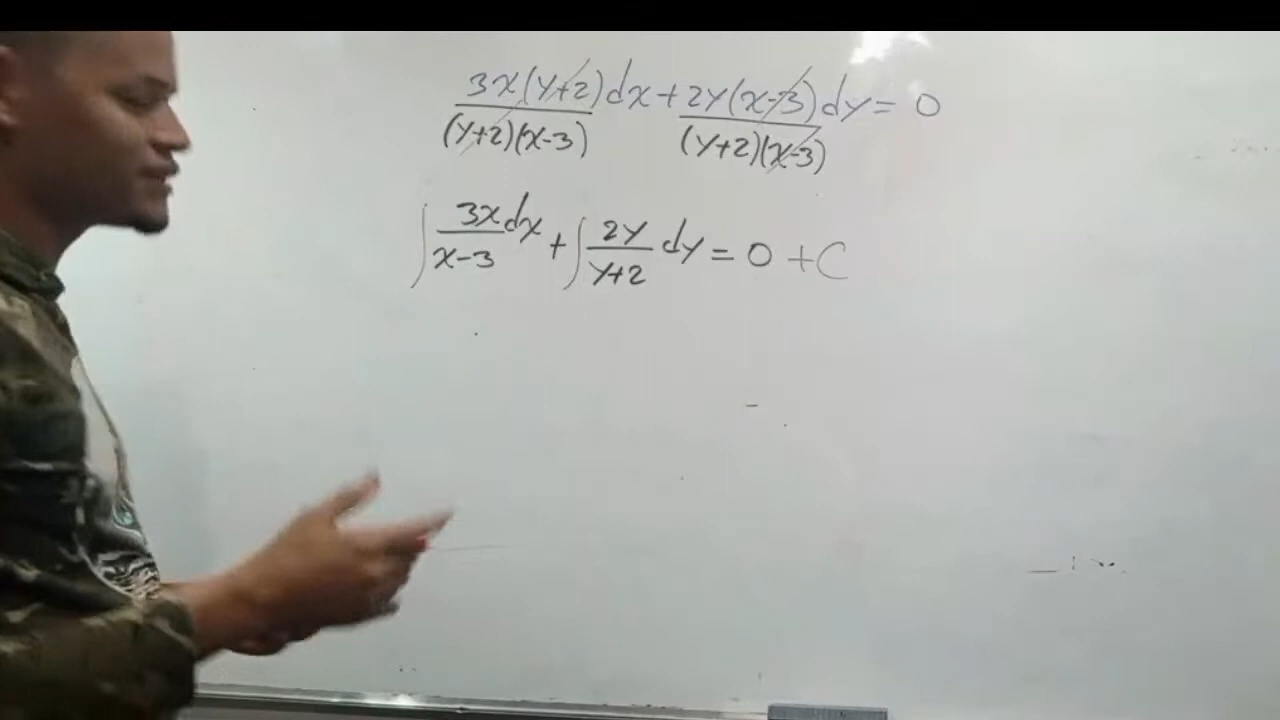 3x(y+2)dx + 2y(x-3)dy = 0
(y+2)(x-3) (y+2)(x-3)
∫ 3x dx + ∫ 2y dy = 0 + C
x-3 y+2